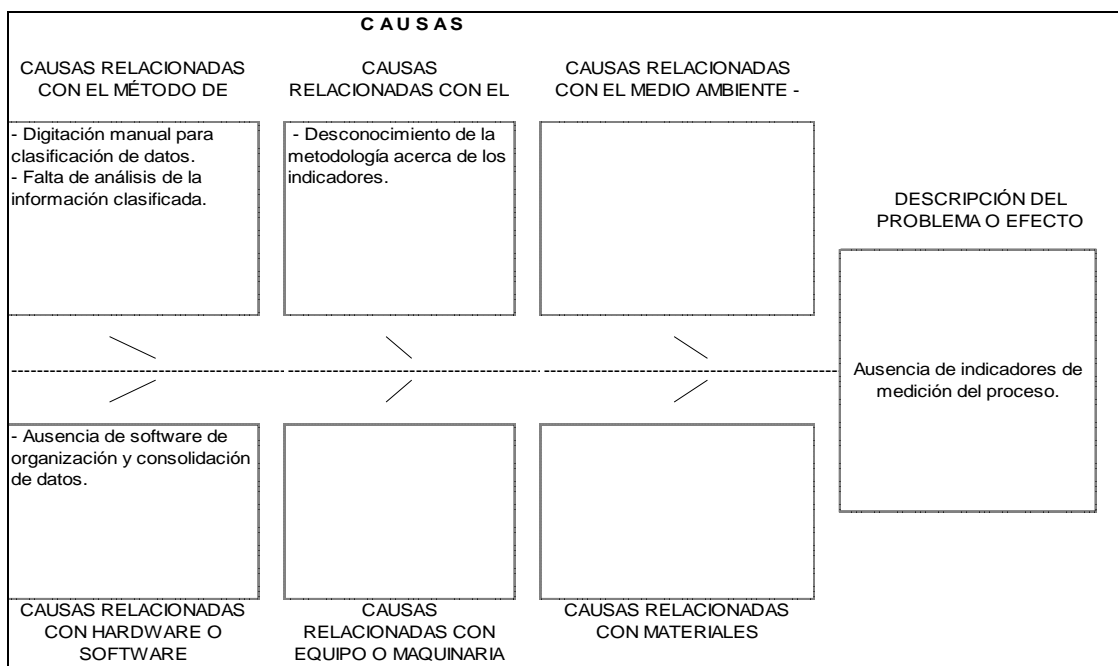 C A U S A S
CAUSAS RELACIONADAS
CON EL MÉTODO DE
CAUSAS
RELACIONADAS CON EL
CAUSAS RELACIONADAS
CON EL MEDIO AMBIENTE -
- Digitación manual para
clasificación de datos.
- Falta de análisis de la
información clasificada.
- Desconocimiento de la
metodología acerca de los
indicadores.
DESCRIPCIÓN DEL
PROBLEMA O EFECTO
Ausencia de indicadores de
medición del proceso.
- Ausencia de software de
organización y consolidación
de datos.
CAUSAS RELACIONADAS
CON HARDWARE O
SOFTWARE
CAUSAS
RELACIONADAS CON
EQUIPO O MAQUINARIA
CAUSAS RELACIONADAS
CON MATERIALES